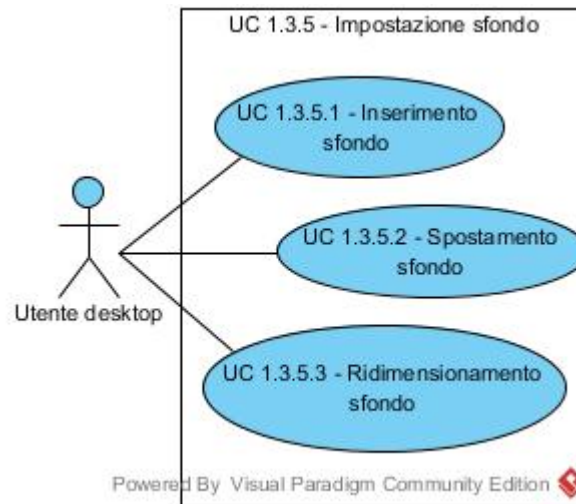 UC 1.3.5 - Impostazione sfondo
UC 1.3.5.1 - Inserimento
sfondo
UC 1.3.5.2 - Spostamento
sfondo
Utente desktop
UC 1.3.5.3 - Ridimensionamento
sfondo
Powered By Visual Paradigm Community Edition